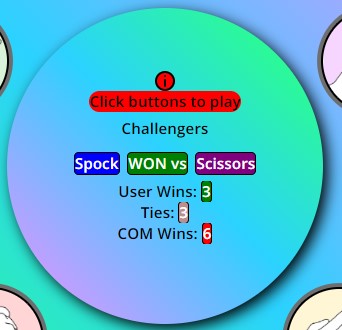 i
Click buttons to play
Challengers
Spock WON vs Scissors
User Wins: 3
Ties: 3
COM Wins: 6